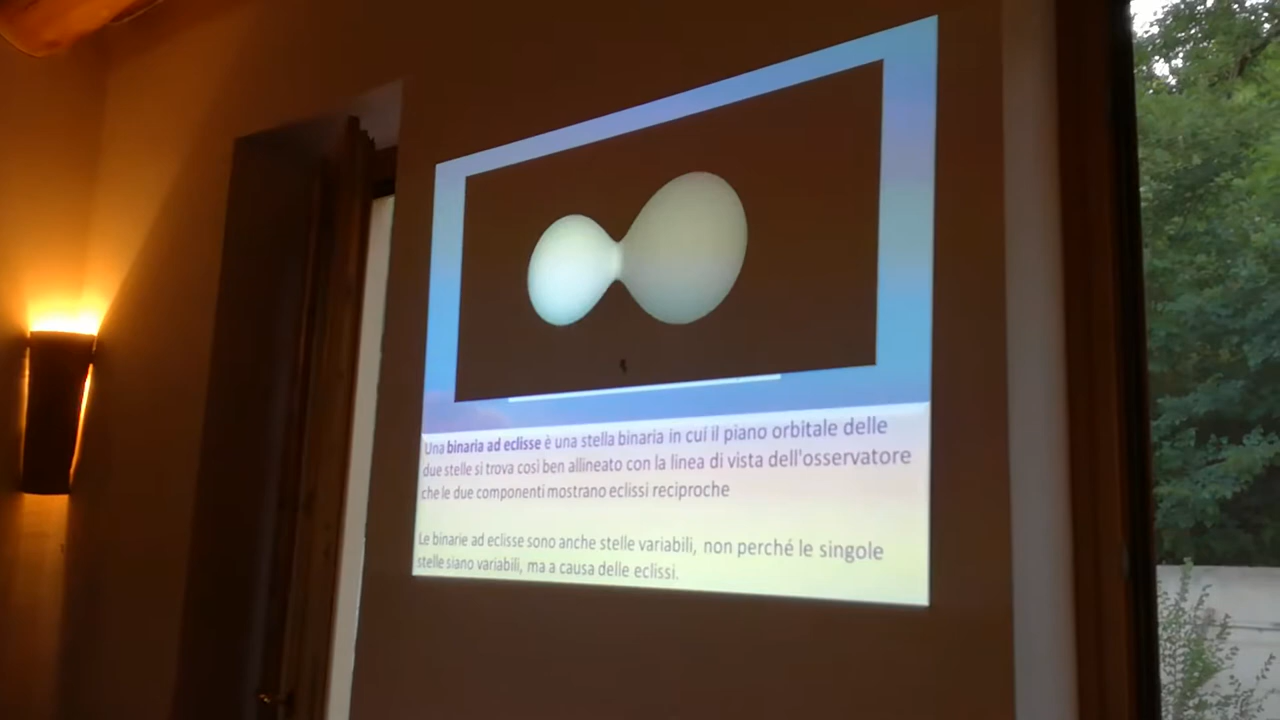 Una binaria ad eclisse è una stella binaria in cui il piano orbitale delle
due stelle si trova così ben allineato con la linea di vista dell'osservatore
che le due componenti mostrano eclissi reciproche
Le binarie ad eclisse sono anche stelle variabili, non perché le singole
stelle siano variabili, ma a causa delle eclissi.